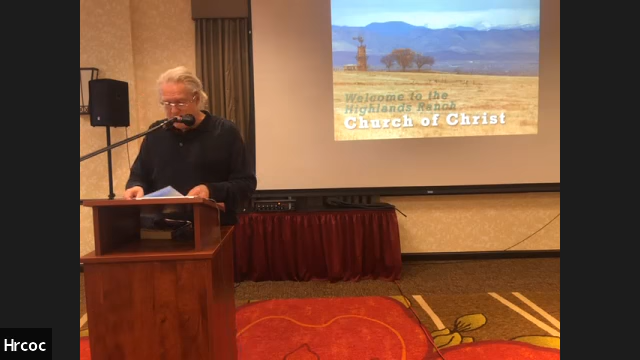 Welcome to the
Highlands Ranch
Church of Christ
Hrcoc